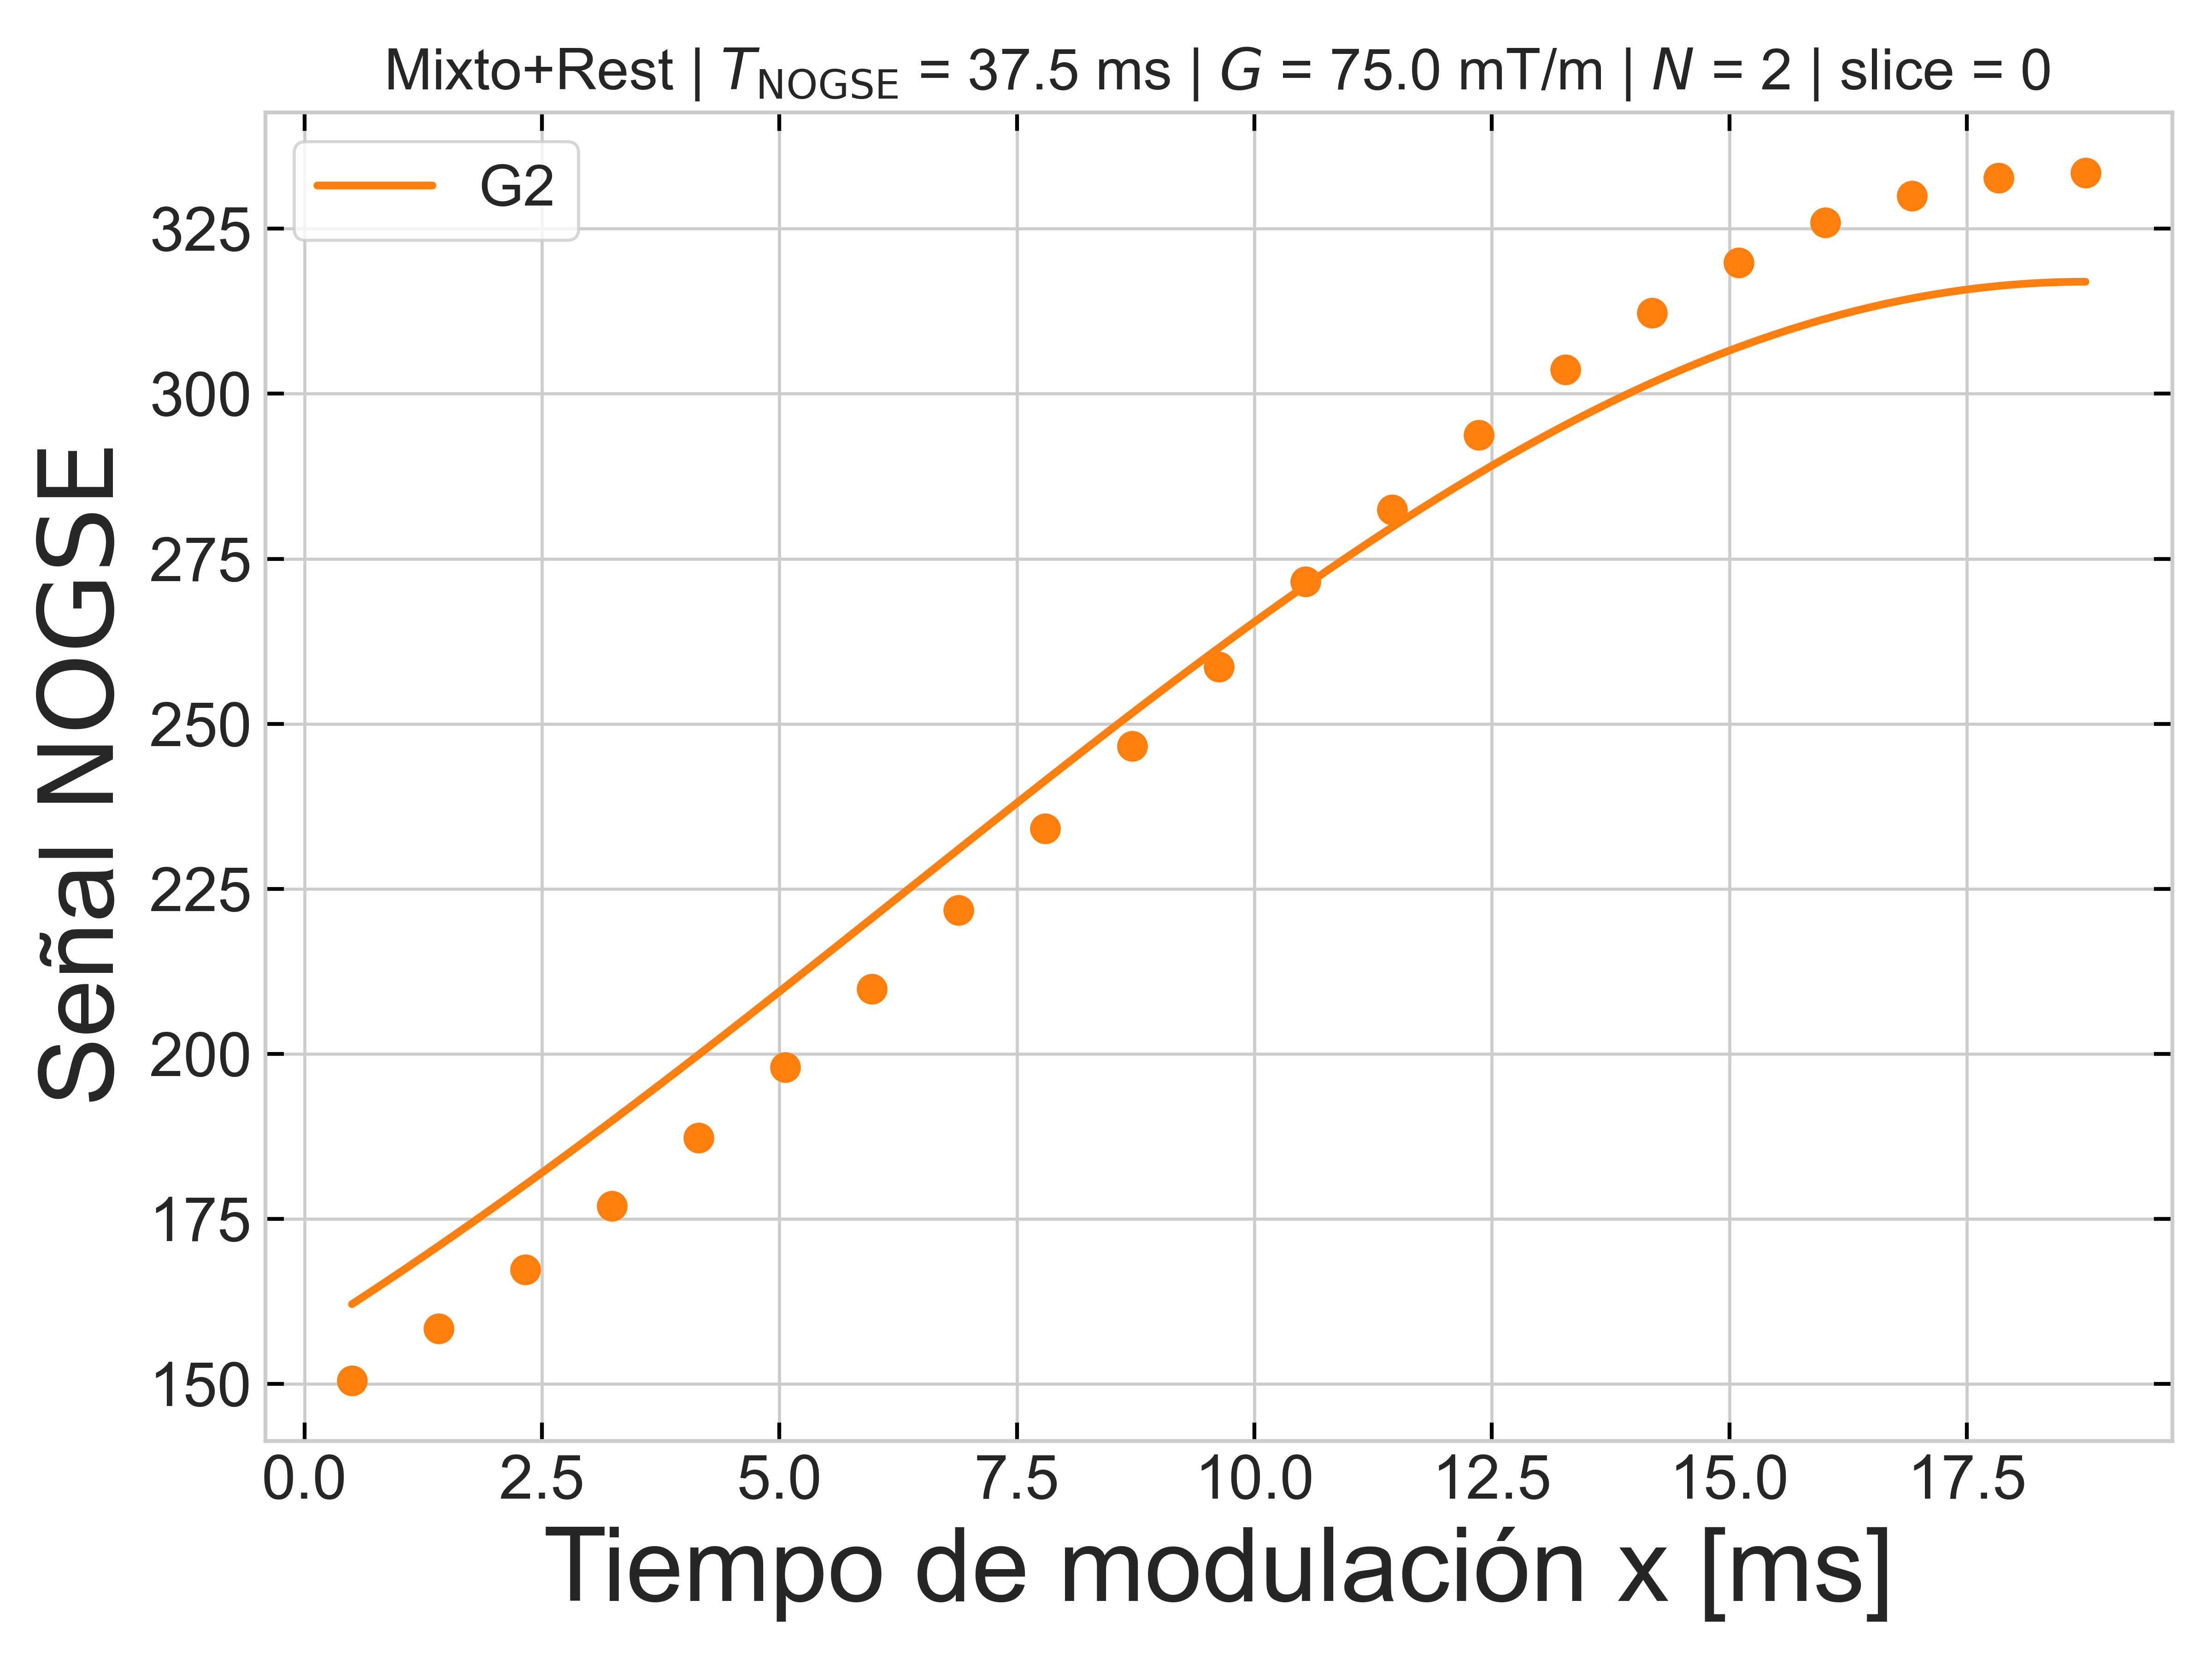 Mixto+Rest | T_NOGSE = 37.5 ms | G = 75.0 mT/m | N = 2 | slice = 0
G2
Señal NOGSE
325
300
275
250
225
200
175
150
0.0 2.5 5.0 7.5 10.0 12.5 15.0 17.5
Tiempo de modulación x [ms]